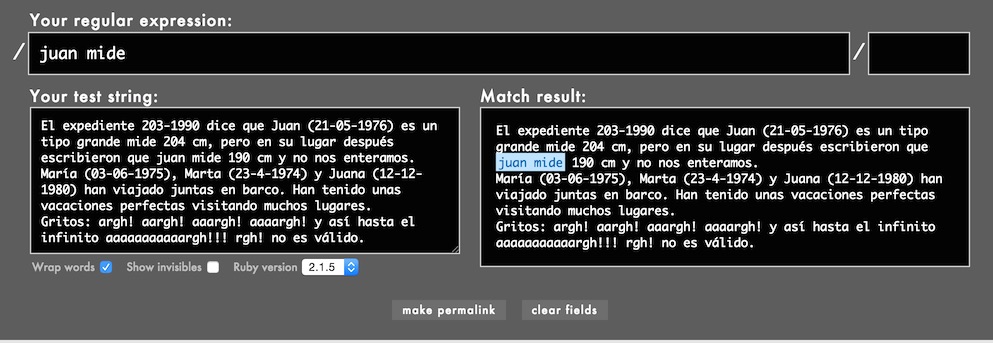 Your regular expression:
/ juan mide /
Your test string:
El expediente 203-1990 dice que Juan (21-05-1976) es un
tipo grande mide 204 cm, pero en su lugar después
escribieron que juan mide 190 cm y no nos enteramos.
María (03-06-1975), Marta (23-4-1974) y Juana (12-12-
1980) han viajado juntas en barco. Han tenido unas
vacaciones perfectas visitando muchos lugares.
Gritos: argh! aargh! aaargh! aaaargh! y así hasta el
infinito aaaaaaaaaaargh!!! rgh! no es válido.
Wrap words Show invisibles Ruby version 2.1.5
Match result:
El expediente 203-1990 dice que Juan (21-05-1976) es un tipo
grande mide 204 cm, pero en su lugar después escribieron que
juan mide 190 cm y no nos enteramos.
María (03-06-1975), Marta (23-4-1974) y Juana (12-12-1980) han
viajado juntas en barco. Han tenido unas vacaciones perfectas
visitando muchos lugares.
Gritos: argh! aargh! aaargh! aaaargh! y así hasta el infinito
aaaaaaaaaaargh!!! rgh! no es válido.
make permalink clear fields